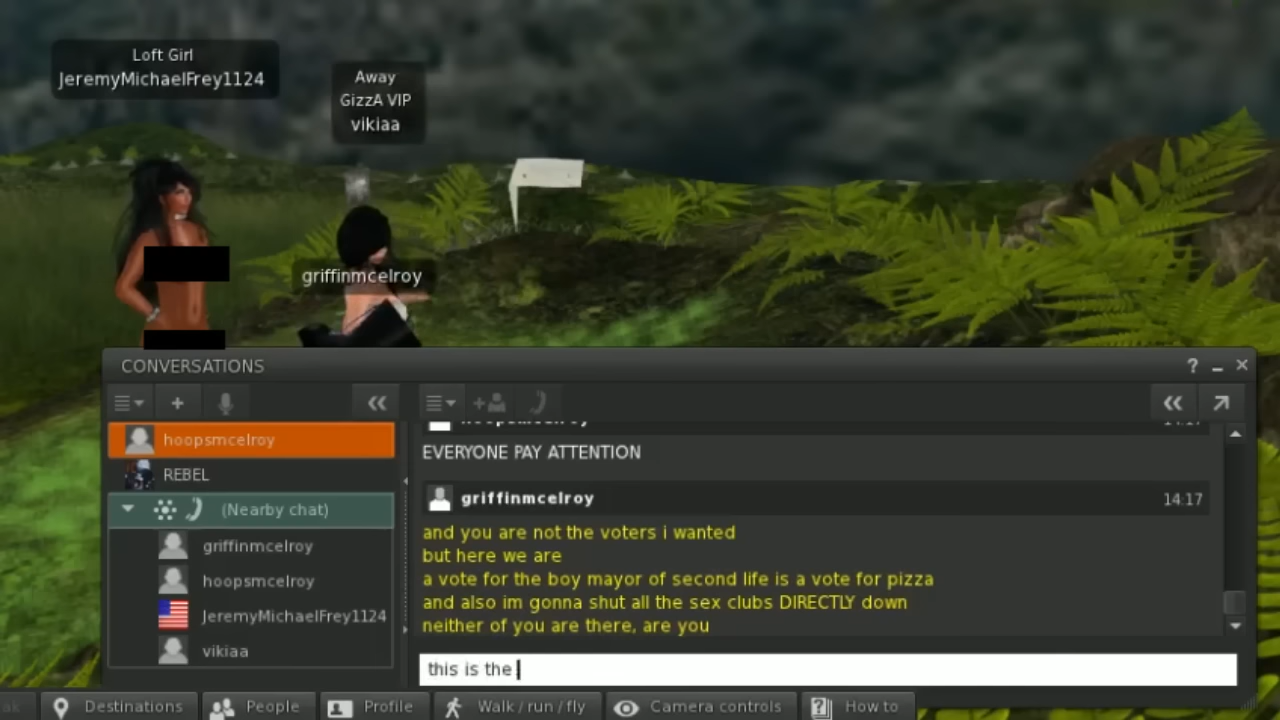 Loft Girl
JeremyMichaelFrey1124
Away
GizzA VIP
vikiaa
griffinmcelroy
CONVERSATIONS
hoopsmcelroy
REBEL
(Nearby chat)
griffinmcelroy
hoopsmcelroy
JeremyMichaelFrey1124
vikiaa
hoopsmcelroy 14:17
EVERYONE PAY ATTENTION
griffinmcelroy 14:17
and you are not the voters i wanted
but here we are
a vote for the boy mayor of second life is a vote for pizza
and also im gonna shut all the sex clubs DIRECTLY down
neither of you are there, are you
this is the
Destinations People Profile Walk / run / fly Camera controls How to